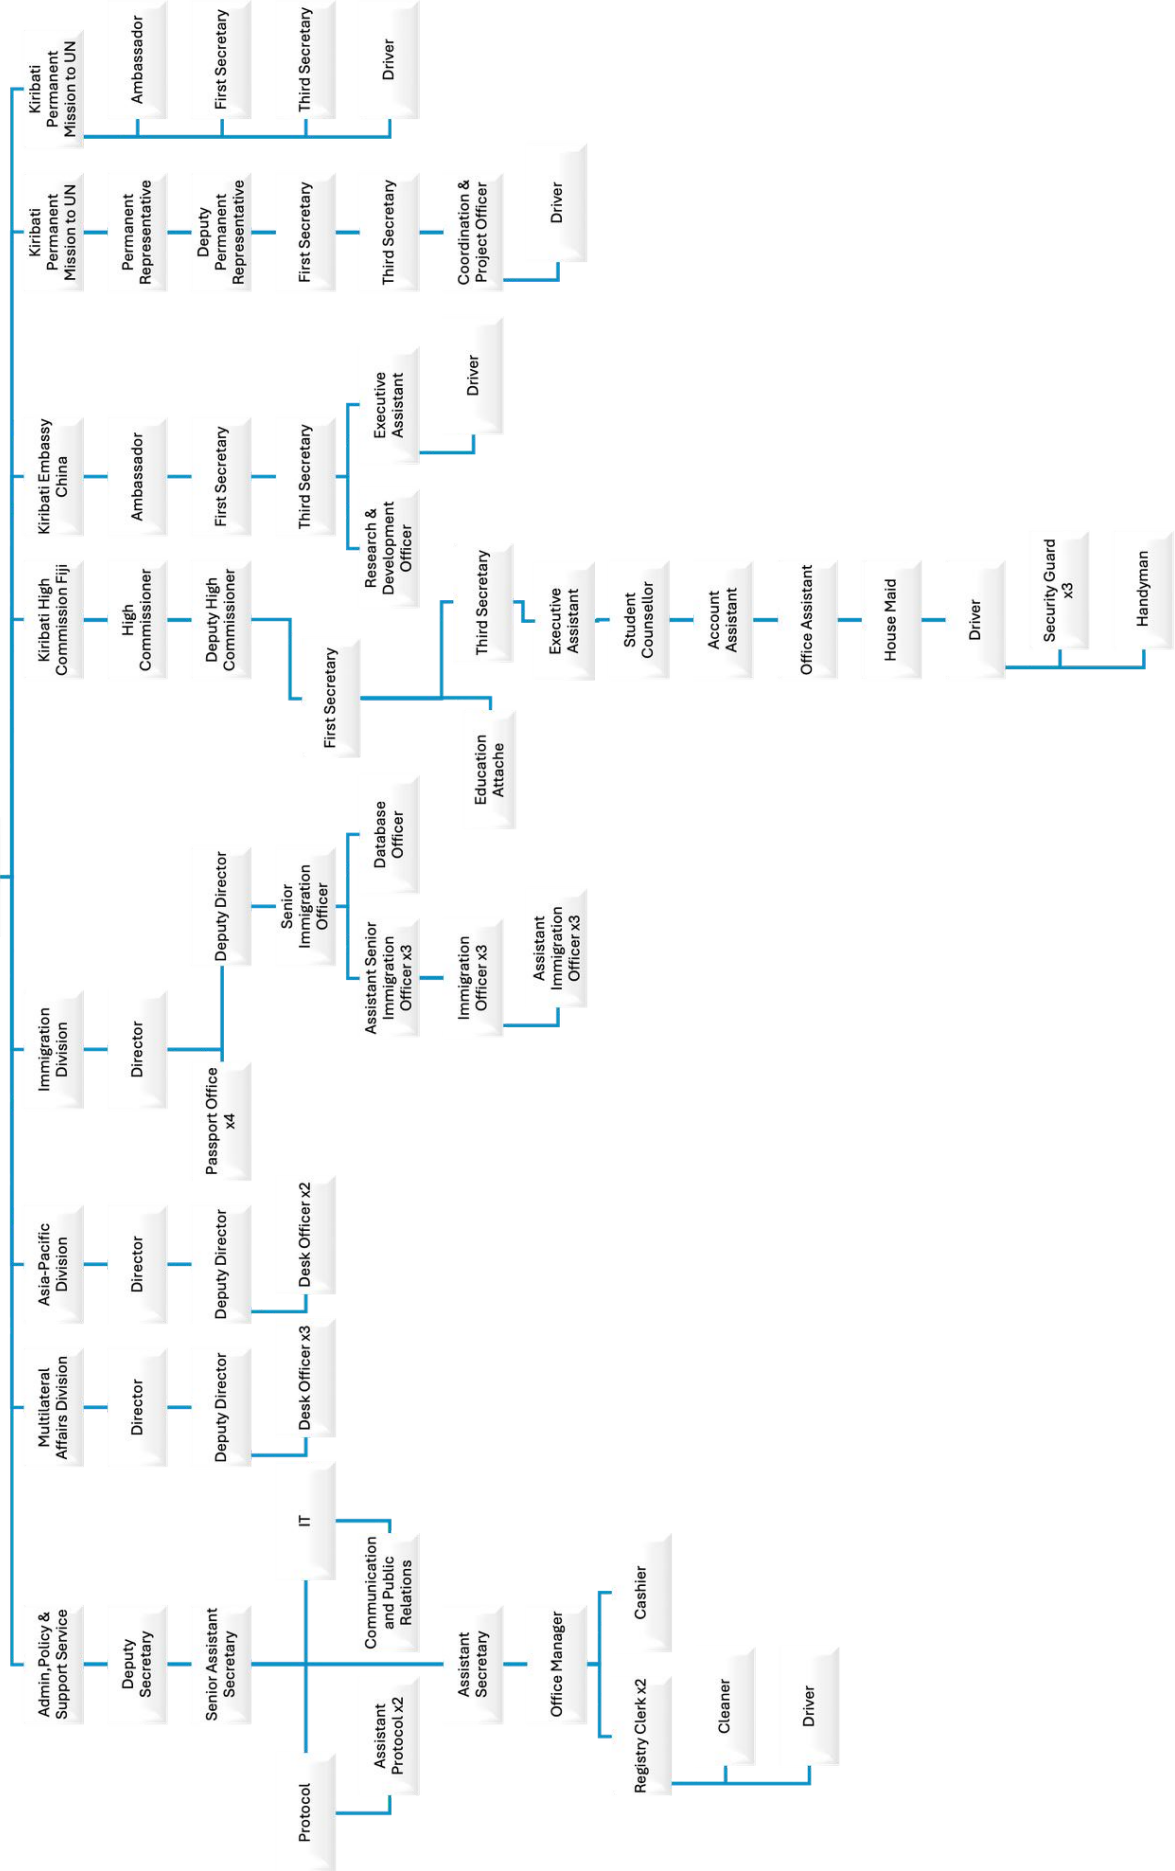 Admin,Policy &
Support Service
Deputy
Secretary
Senior Assistant
Secretary
Protocol
Assistant
Protocol x2
IT
Communication
and Public
Relations
Assistant
Secretary
Office Manager
Registry Clerk x2
Cleaner
Driver
Cashier
Multilateral
Affairs Division
Director
Deputy Director
Desk Officer x3
Asia-Pacific
Division
Director
Deputy Director
Desk Officer x2
Immigration
Division
Director
Passport Office
x4
Deputy Director
Senior
Immigration
Officer
Assistant Senior
Immigration
Officer x3
Immigration
Officer x3
Assistant
Immigration
Officer x3
Database
Officer
Kiribati High
Commission Fiji
High
Commissioner
Deputy High
Commissioner
First Secretary
Education
Attache
Third Secretary
Executive
Assistant
Student
Counsellor
Account
Assistant
Office Assistant
House Maid
Driver
Security Guard
x3
Handyman
Kiribati Embassy
China
Ambassador
First Secretary
Third Secretary
Research &
Development
Officer
Executive
Assistant
Driver
Kiribati
Permanent
Mission to UN
Permanent
Representative
Deputy
Permanent
Representative
First Secretary
Third Secretary
Coordination &
Project Officer
Driver
Kiribati
Permanent
Mission to UN
Ambassador
First Secretary
Third Secretary
Driver